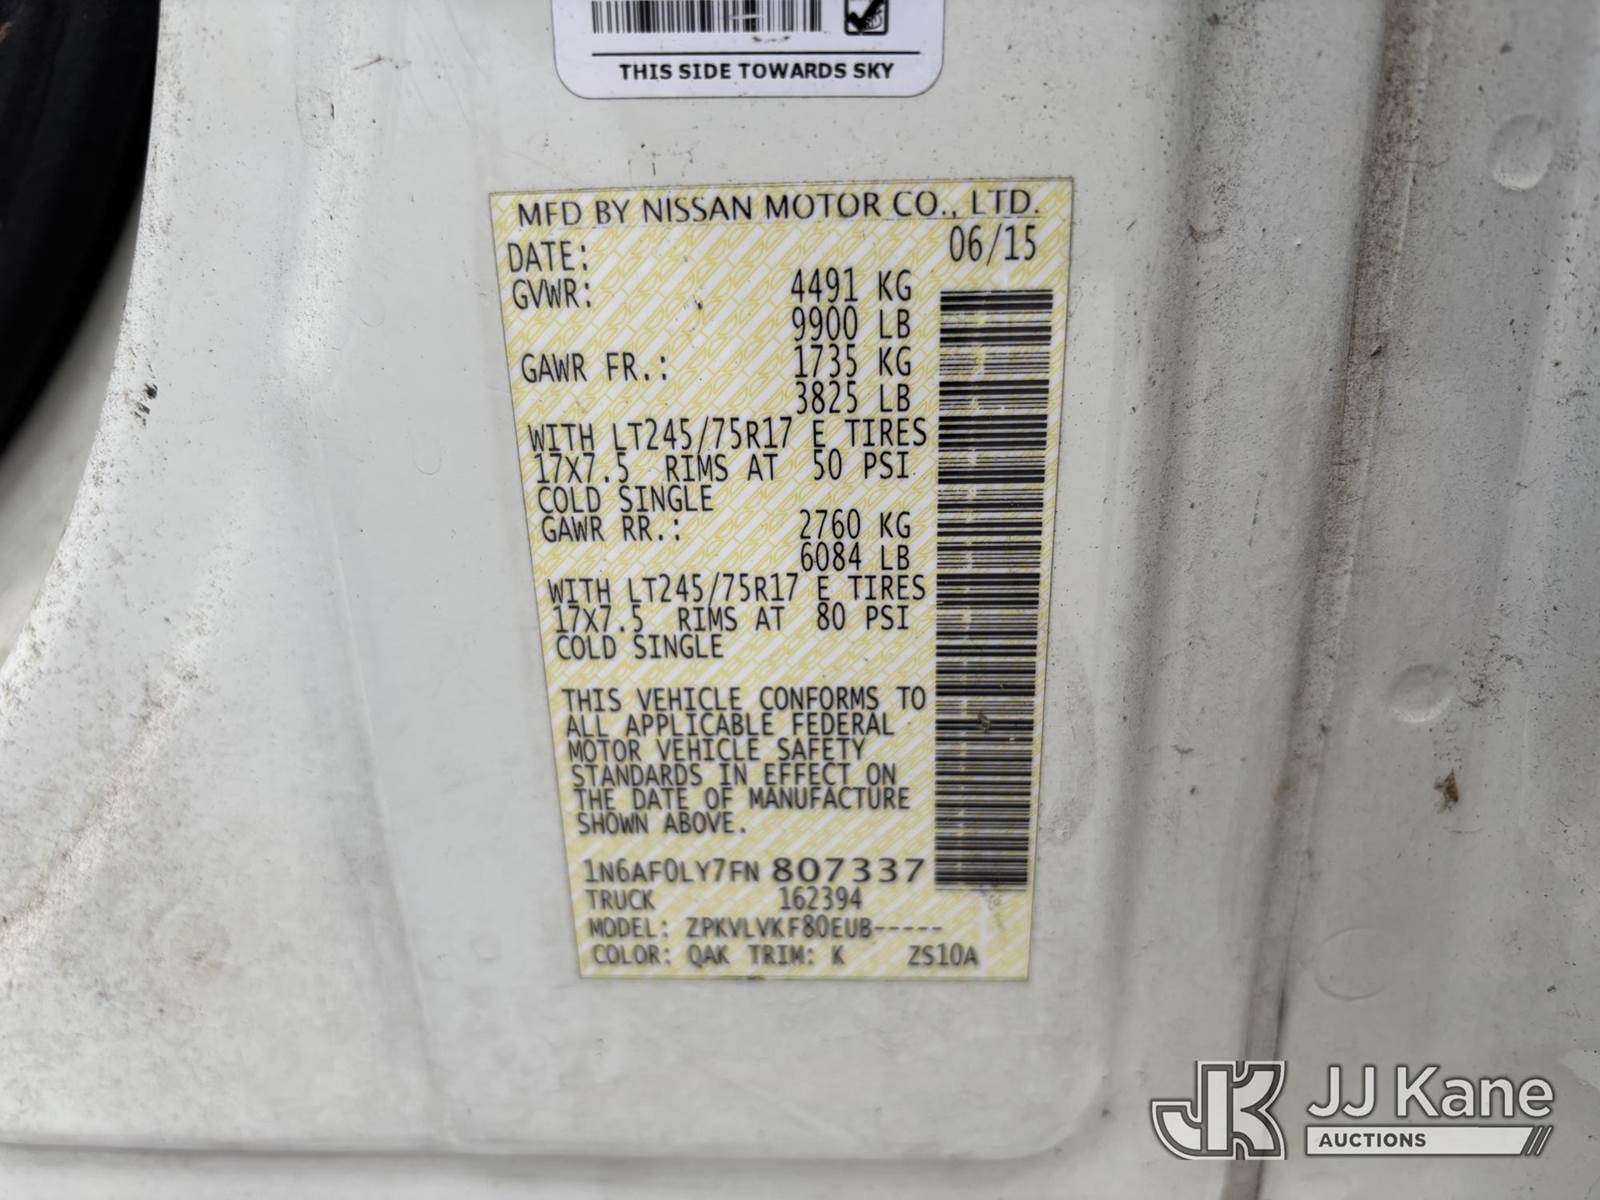 THIS SIDE TOWARDS SKY
MFD BY NISSAN MOTOR CO., LTD.
DATE: 06/15
GVWR: 4491 KG
9900 LB
GAWR FR.: 1735 KG
3825 LB
WITH LT245/75R17 E TIRES
17X7.5 RIMS AT 50 PSI
COLD SINGLE
GAWR RR.: 2760 KG
6084 LB
WITH LT245/75R17 E TIRES
17X7.5 RIMS AT 80 PSI
COLD SINGLE
THIS VEHICLE CONFORMS TO
ALL APPLICABLE FEDERAL
MOTOR VEHICLE SAFETY
STANDARDS IN EFFECT ON
THE DATE OF MANUFACTURE
SHOWN ABOVE.
1N6AF0LY7FN 807337
TRUCK 162394
MODEL: ZPKVLVKF80EUB-----
COLOR: QAK TRIM: K ZS10A
JK JJ Kane
AUCTIONS